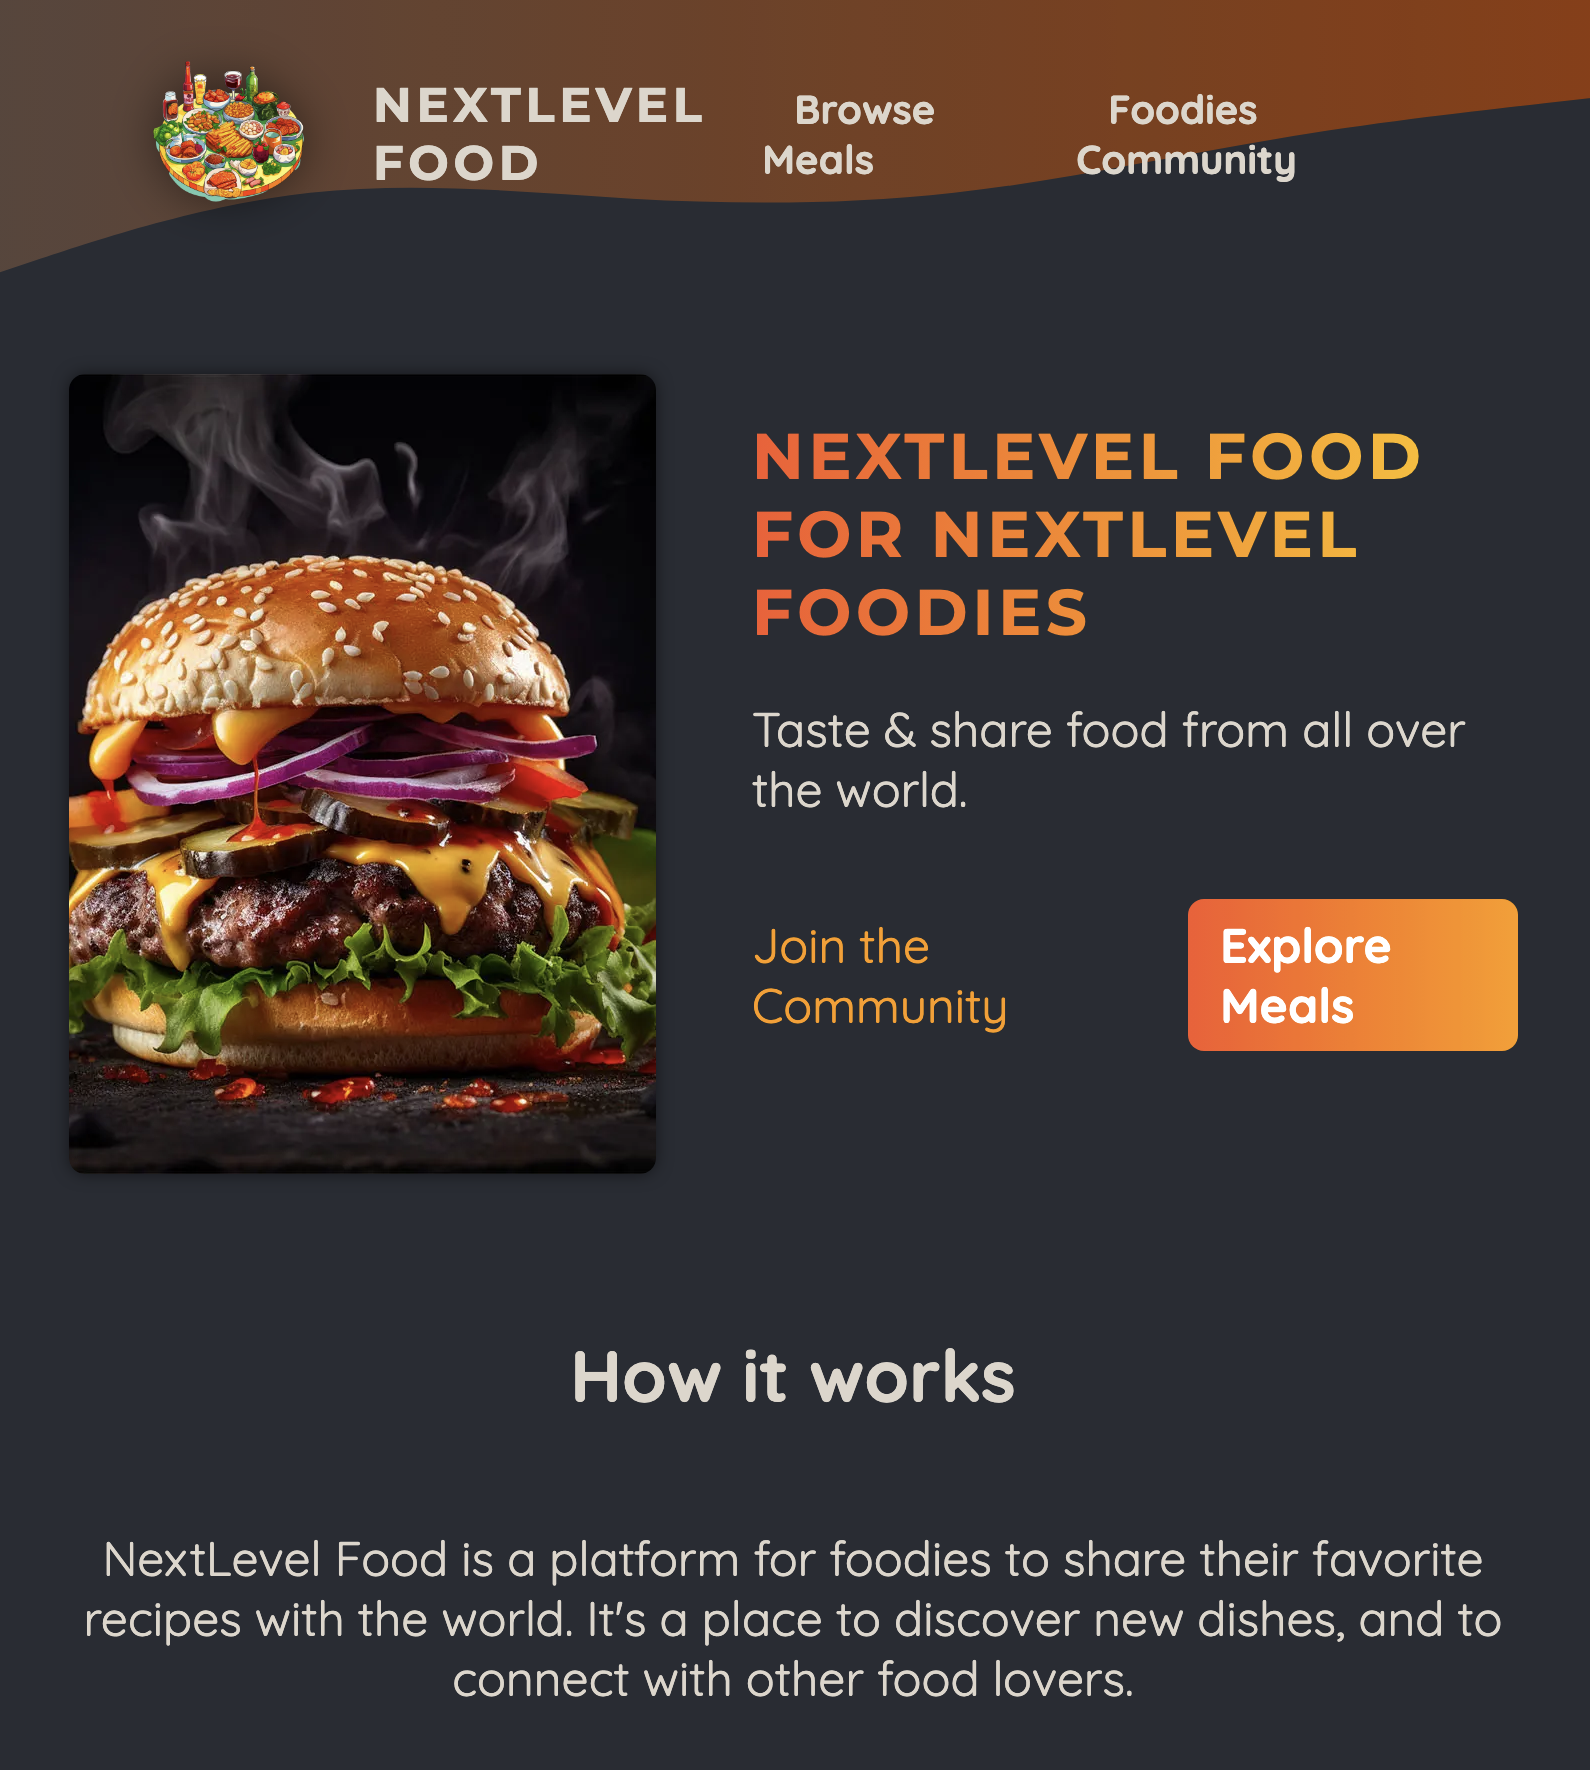 NEXTLEVEL
FOOD
Browse
Meals
Foodies
Community
NEXTLEVEL FOOD
FOR NEXTLEVEL
FOODIES
Taste & share food from all over
the world.
Join the
Community
Explore
Meals
How it works
NextLevel Food is a platform for foodies to share their favorite
recipes with the world. It's a place to discover new dishes, and to
connect with other food lovers.